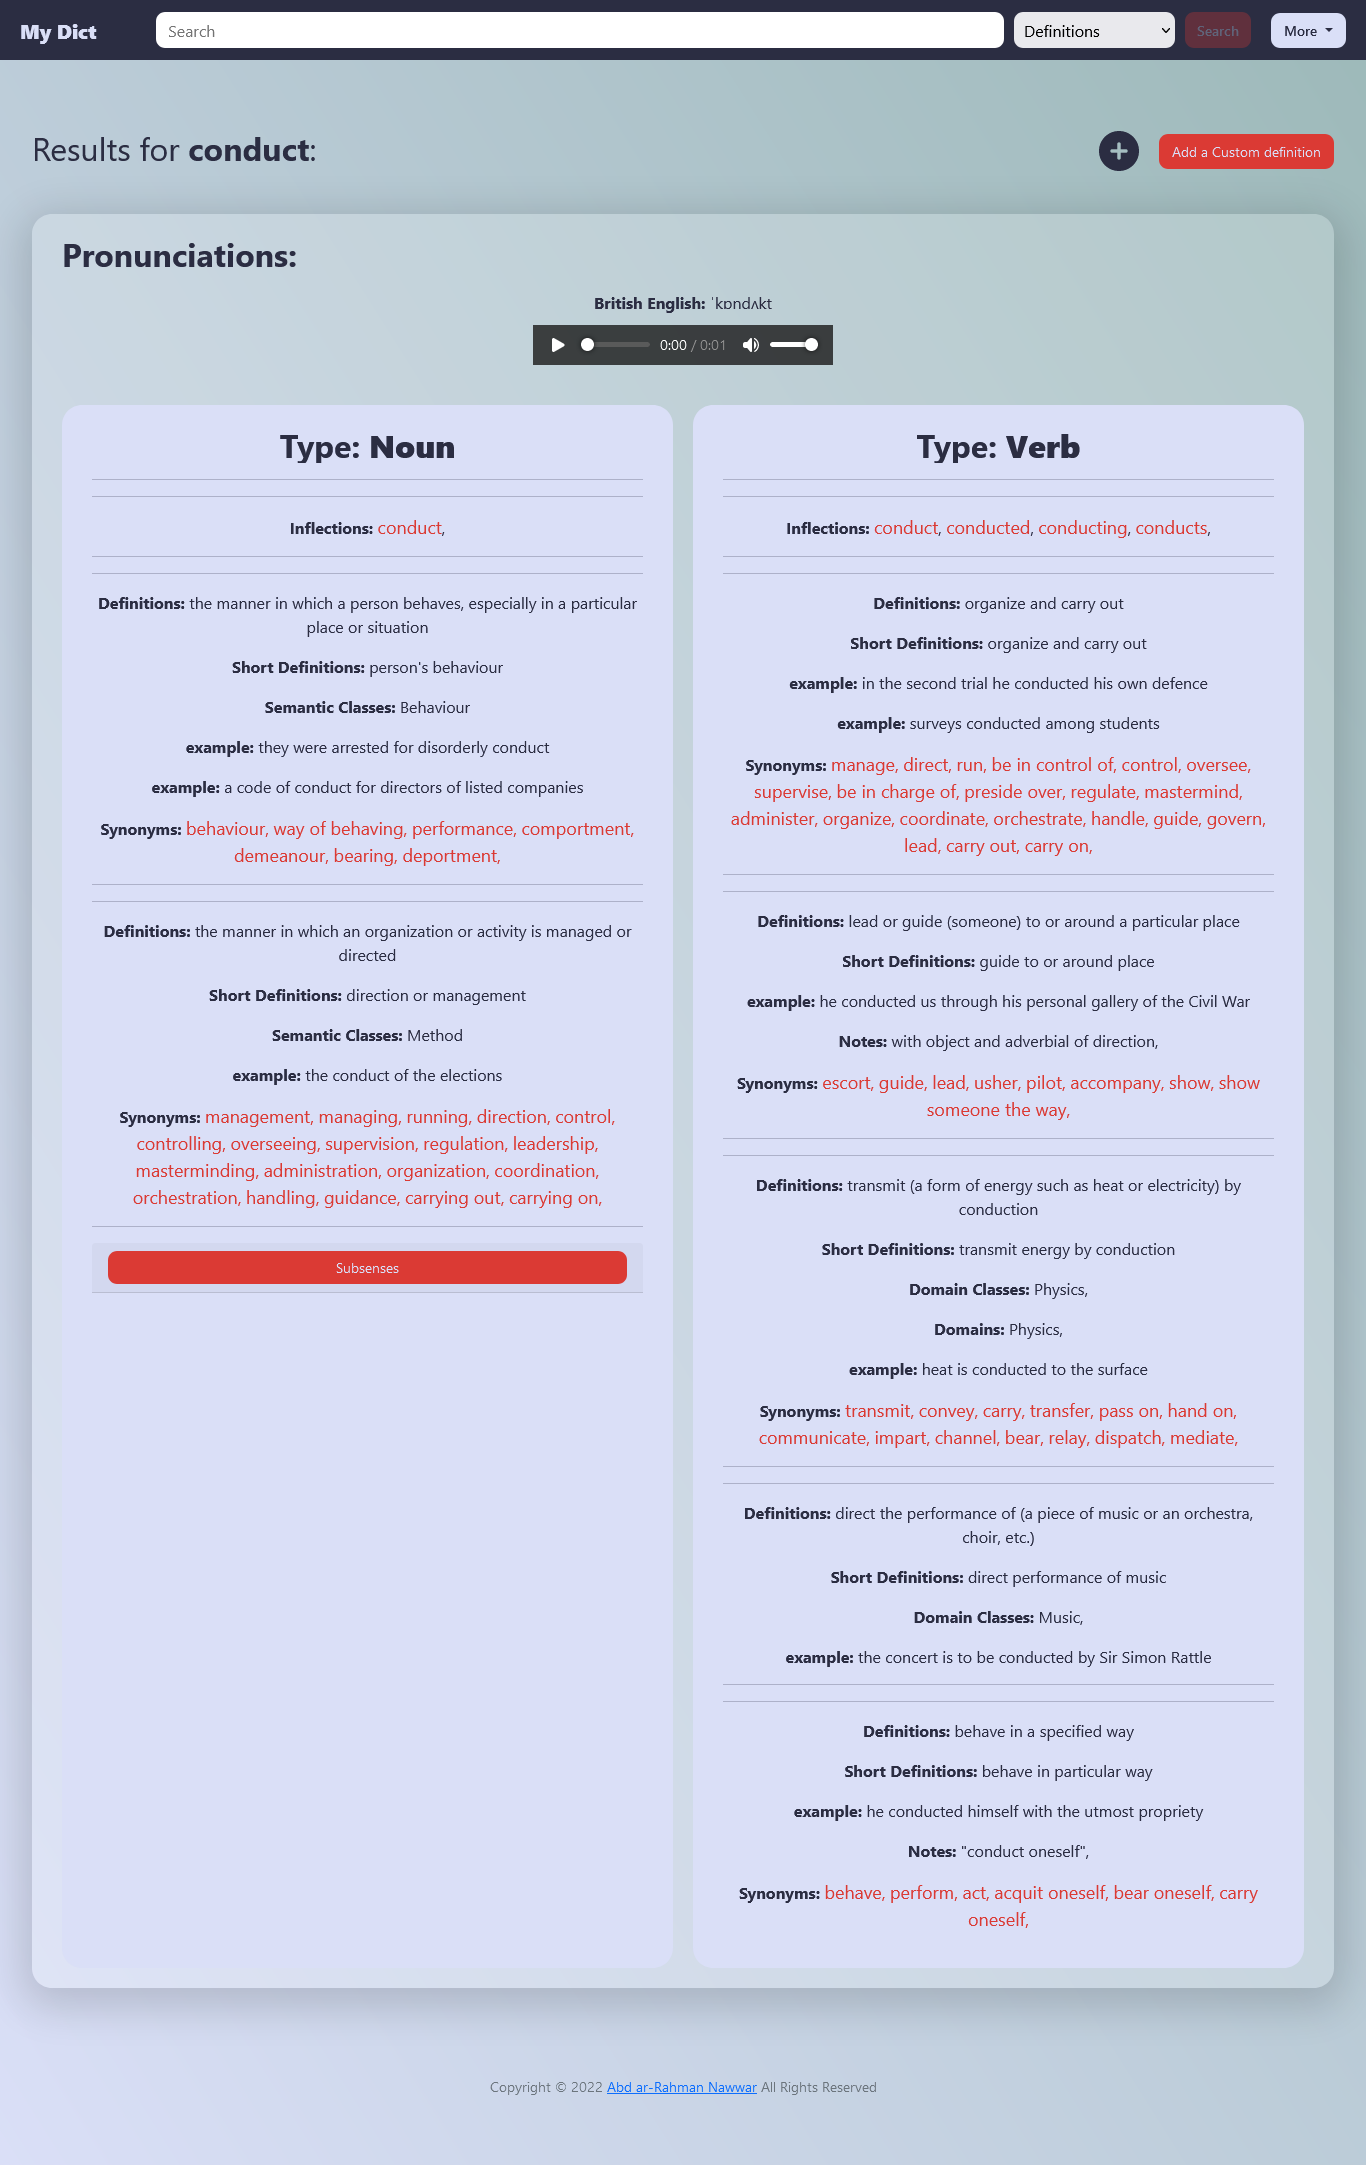 My Dict
Search
Definitions
Search
More
Results for conduct:
Add a Custom definition
Pronunciations:
British English: ˈkɒndʌkt
0:00 / 0:01
Type: Noun
Inflections: conduct,
Definitions: the manner in which a person behaves, especially in a particular
place or situation
Short Definitions: person's behaviour
Semantic Classes: Behaviour
example: they were arrested for disorderly conduct
example: a code of conduct for directors of listed companies
Synonyms: behaviour, way of behaving, performance, comportment,
demeanour, bearing, deportment,
Definitions: the manner in which an organization or activity is managed or
directed
Short Definitions: direction or management
Semantic Classes: Method
example: the conduct of the elections
Synonyms: management, managing, running, direction, control,
controlling, overseeing, supervision, regulation, leadership,
masterminding, administration, organization, coordination,
orchestration, handling, guidance, carrying out, carrying on,
Subsenses
Type: Verb
Inflections: conduct, conducted, conducting, conducts,
Definitions: organize and carry out
Short Definitions: organize and carry out
example: in the second trial he conducted his own defence
example: surveys conducted among students
Synonyms: manage, direct, run, be in control of, control, oversee,
supervise, be in charge of, preside over, regulate, mastermind,
administer, organize, coordinate, orchestrate, handle, guide, govern,
lead, carry out, carry on,
Definitions: lead or guide (someone) to or around a particular place
Short Definitions: guide to or around place
example: he conducted us through his personal gallery of the Civil War
Notes: with object and adverbial of direction,
Synonyms: escort, guide, lead, usher, pilot, accompany, show, show
someone the way,
Definitions: transmit (a form of energy such as heat or electricity) by
conduction
Short Definitions: transmit energy by conduction
Domain Classes: Physics,
Domains: Physics,
example: heat is conducted to the surface
Synonyms: transmit, convey, carry, transfer, pass on, hand on,
communicate, impart, channel, bear, relay, dispatch, mediate,
Definitions: direct the performance of (a piece of music or an orchestra,
choir, etc.)
Short Definitions: direct performance of music
Domain Classes: Music,
example: the concert is to be conducted by Sir Simon Rattle
Definitions: behave in a specified way
Short Definitions: behave in particular way
example: he conducted himself with the utmost propriety
Notes: "conduct oneself",
Synonyms: behave, perform, act, acquit oneself, bear oneself, carry
oneself,
Copyright © 2022 Abd ar-Rahman Nawwar All Rights Reserved